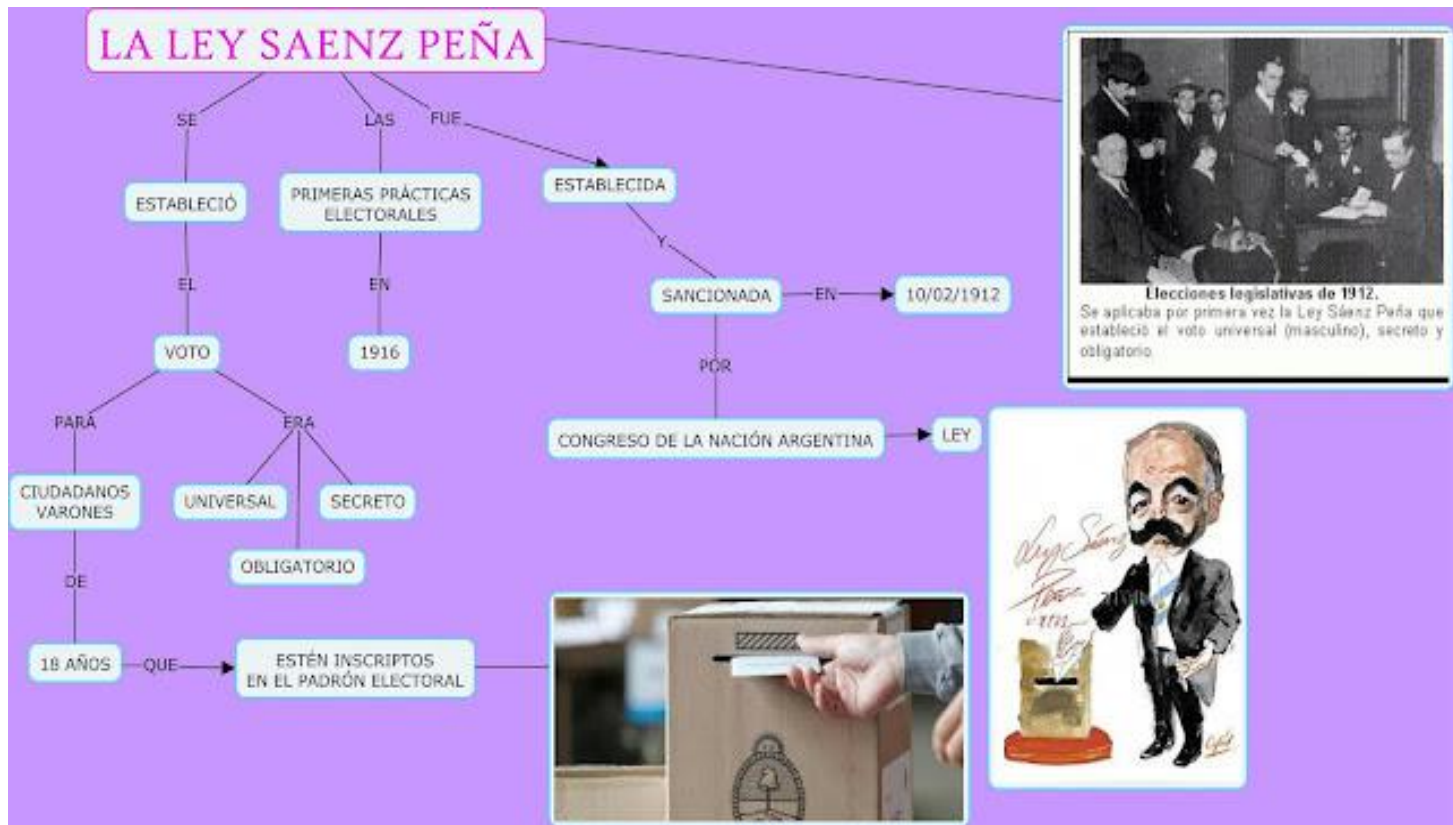 LA LEY SAENZ PEÑA
SE
LAS
FUE
ESTABLECIÓ
PRIMERAS PRÁCTICAS
ELECTORALES
ESTABLECIDA
EL
EN
Y
SANCIONADA
EN
10/02/1912
VOTO
1916
POR
PARA
ERA
CONGRESO DE LA NACIÓN ARGENTINA
LEY
CIUDADANOS
VARONES
UNIVERSAL
SECRETO
OBLIGATORIO
DE
18 AÑOS
QUE
ESTÉN INSCRIPTOS
EN EL PADRÓN ELECTORAL
Elecciones legislativas de 1912.
Se aplicaba por primera vez la Ley Sáenz Peña que
estableció el voto universal (masculino), secreto y
obligatorio
Sáenz
Peña